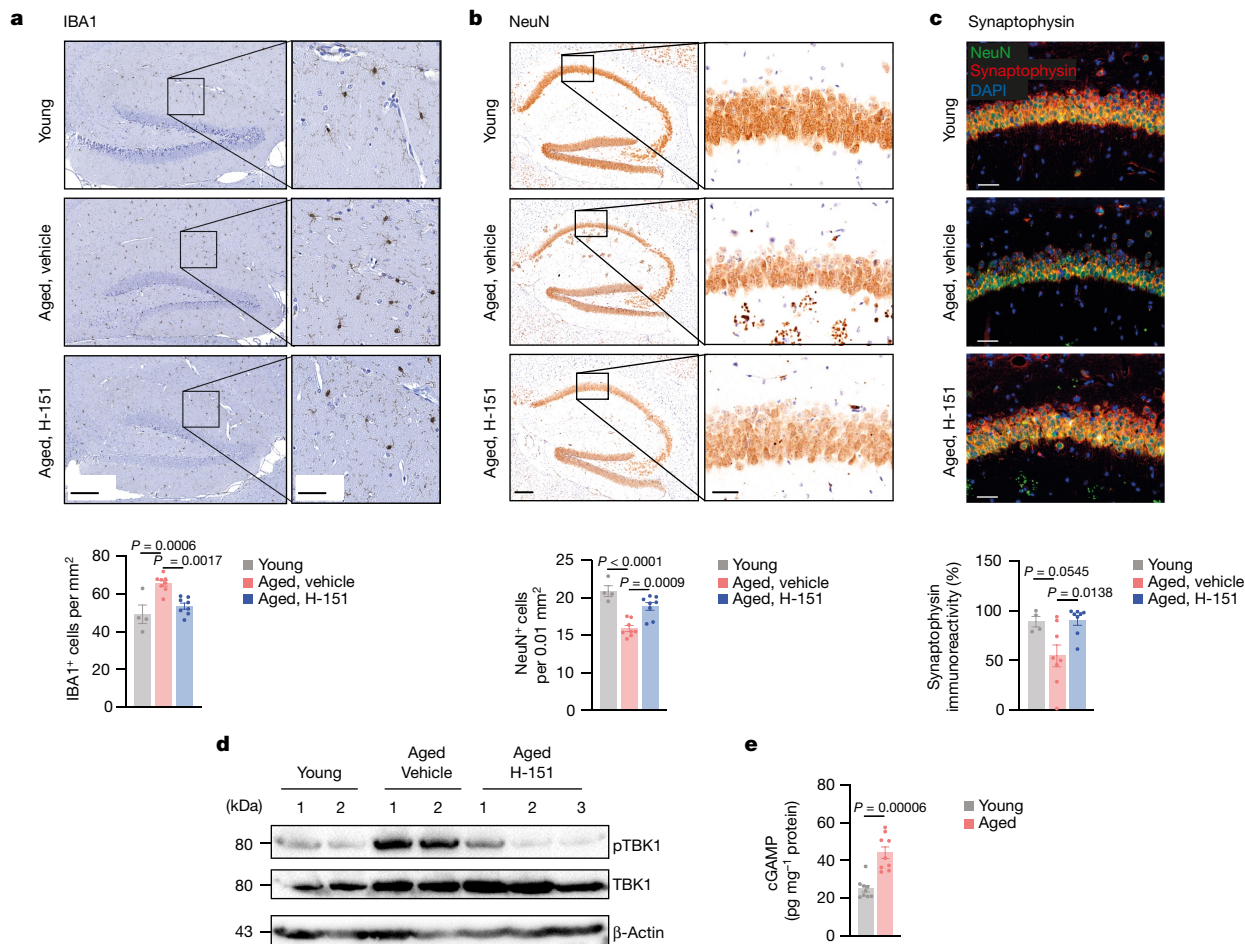 a IBA1
Young
Aged, vehicle
Aged, H-151
80
60
40
20
0
IBA1⁺ cells per mm²
P = 0.0006
P = 0.0017
Young
Aged, vehicle
Aged, H-151
b NeuN
Young
Aged, vehicle
Aged, H-151
25
20
15
10
0
NeuN⁺ cells
per 0.01 mm²
P < 0.0001
P = 0.0009
Young
Aged, vehicle
Aged, H-151
c Synaptophysin
NeuN
Synaptophysin
DAPI
Young
Aged, vehicle
Aged, H-151
150
100
50
0
Synaptophysin
immunoreactivity (%)
P = 0.0545
P = 0.0138
Young
Aged, vehicle
Aged, H-151
d
Young
Aged
Vehicle
Aged
H-151
(kDa) 1 2 1 2 1 2 3
80 pTBK1
80 TBK1
43 β-Actin
e
80
60
40
20
0
cGAMP
(pg mg⁻¹ protein)
P = 0.00006
Young
Aged